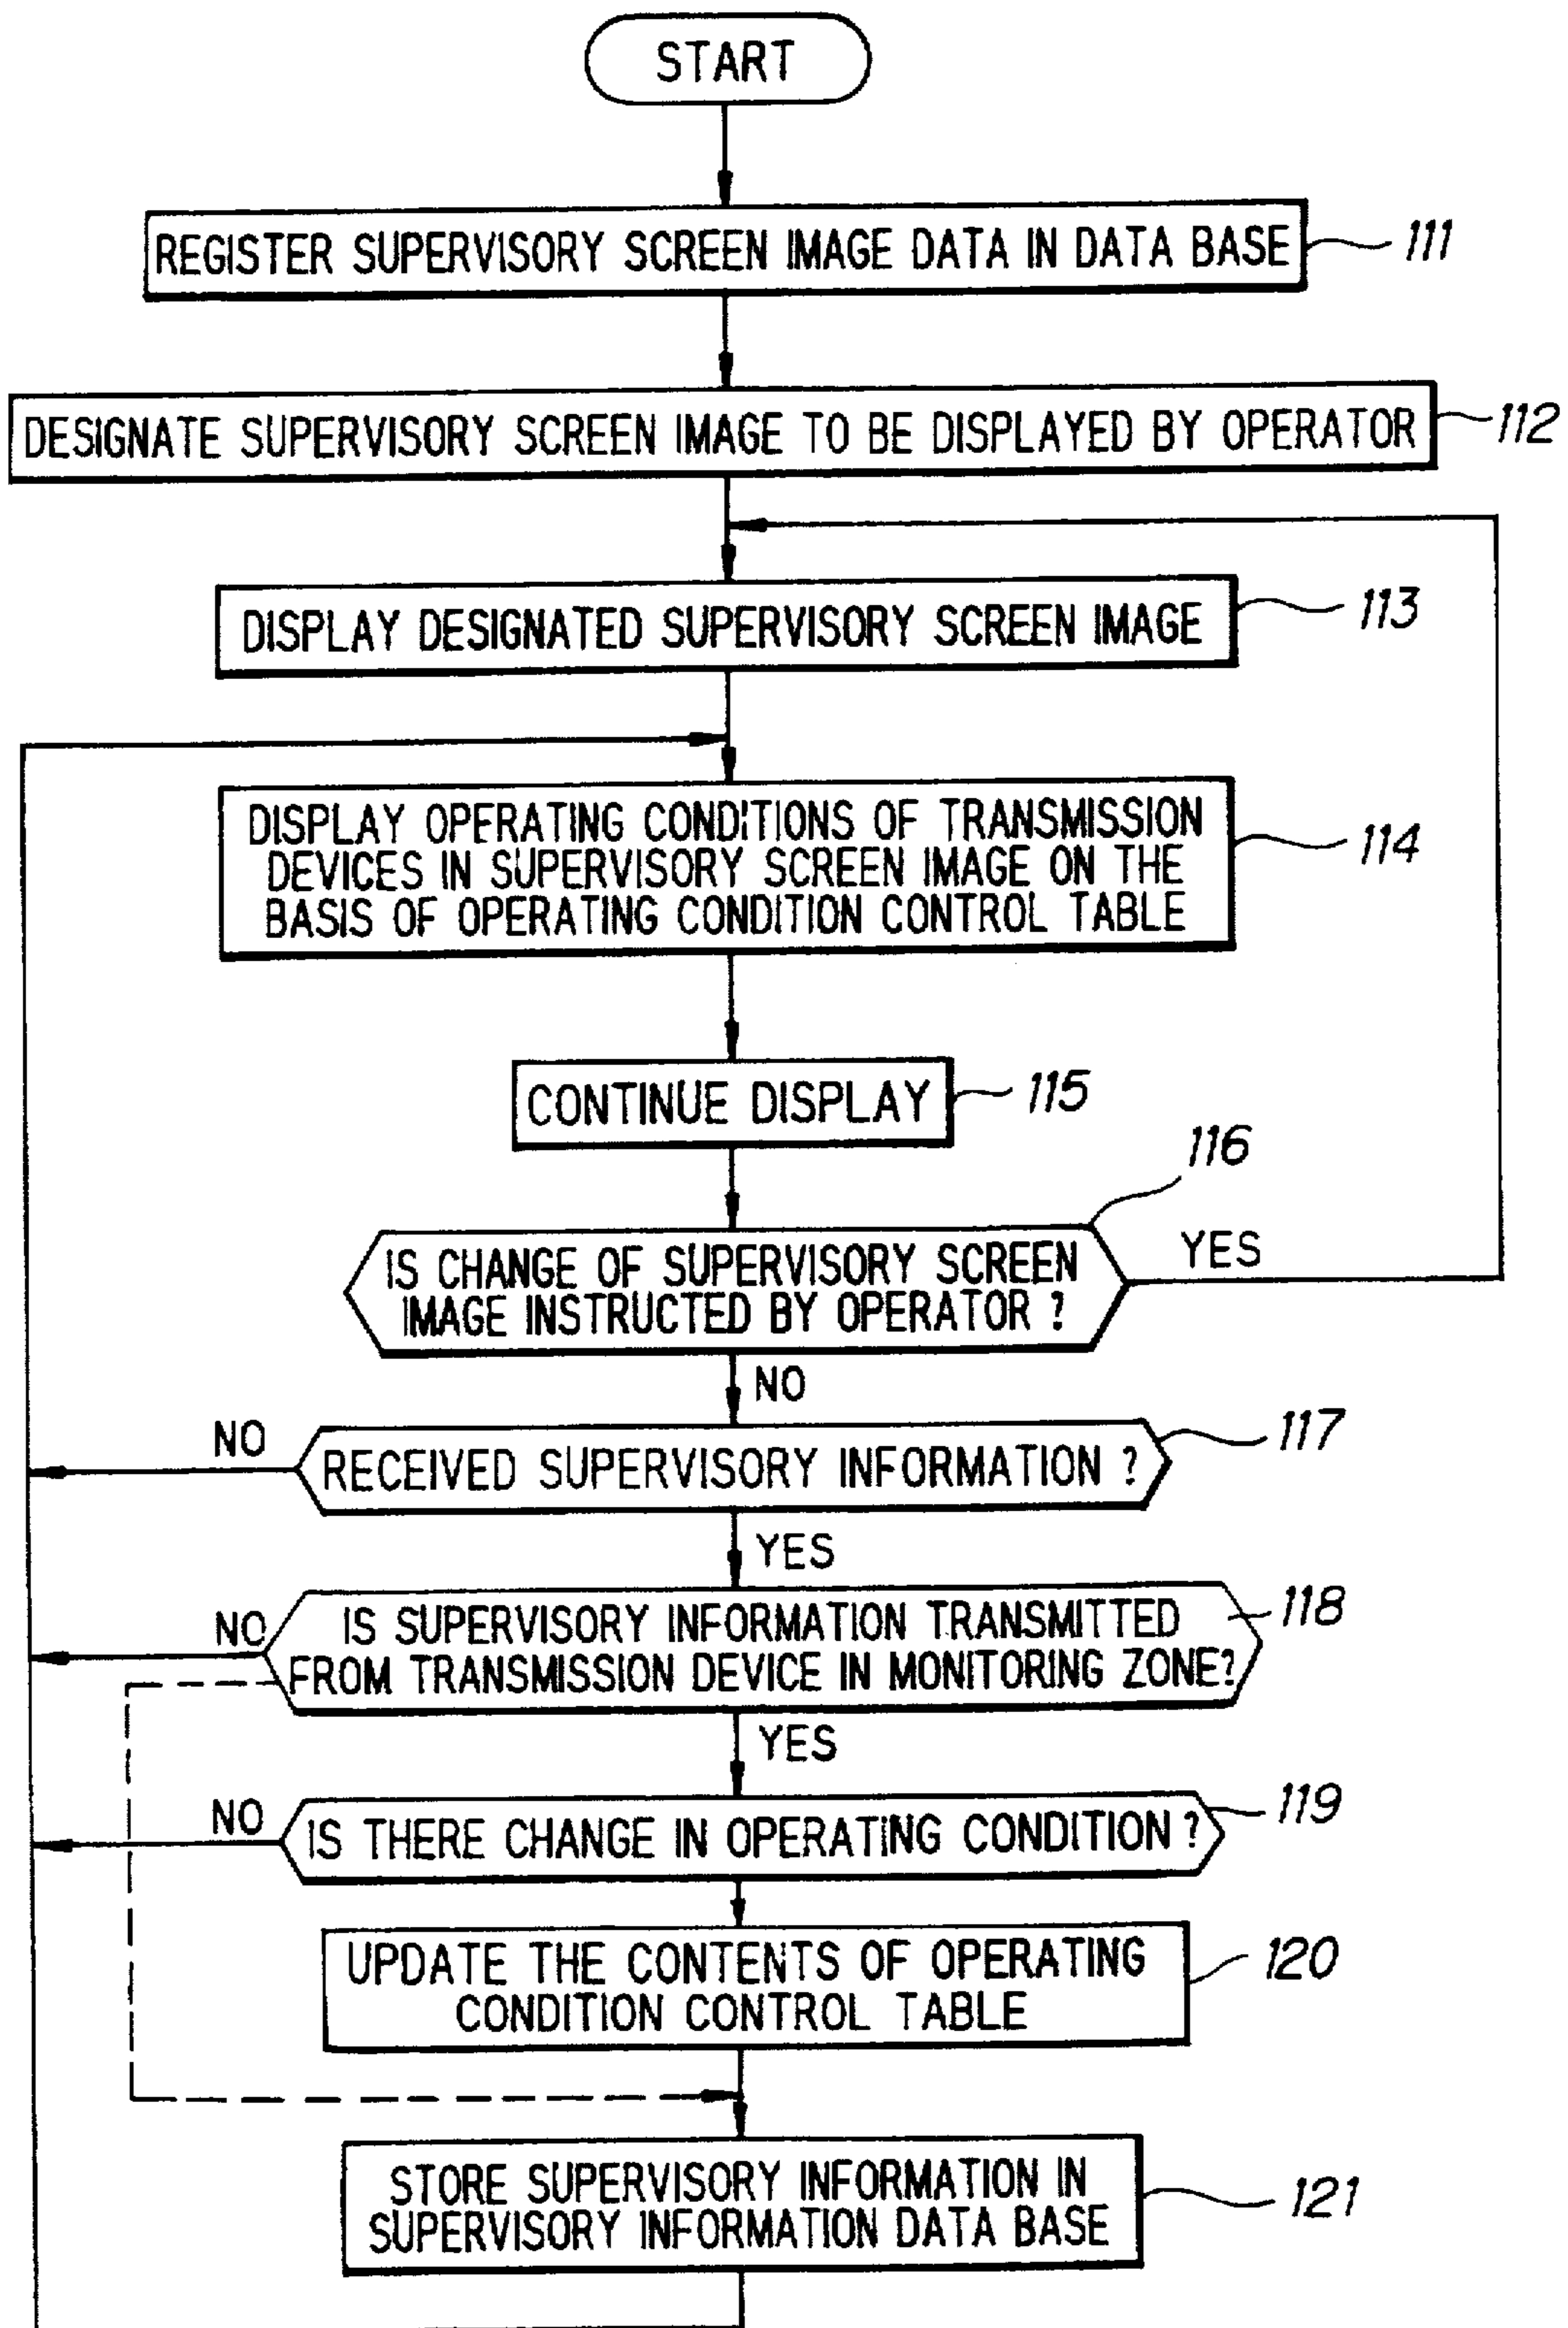 START
REGISTER SUPERVISORY SCREEN IMAGE DATA IN DATA BASE
111
DESIGNATE SUPERVISORY SCREEN IMAGE TO BE DISPLAYED BY OPERATOR
112
DISPLAY DESIGNATED SUPERVISORY SCREEN IMAGE
113
DISPLAY OPERATING CONDITIONS OF TRANSMISSION
DEVICES IN SUPERVISORY SCREEN IMAGE ON THE
BASIS OF OPERATING CONDITION CONTROL TABLE
114
CONTINUE DISPLAY
115
116
IS CHANGE OF SUPERVISORY SCREEN
IMAGE INSTRUCTED BY OPERATOR ?
YES
NO
NO
RECEIVED SUPERVISORY INFORMATION ?
117
YES
NO
IS SUPERVISORY INFORMATION TRANSMITTED
FROM TRANSMISSION DEVICE IN MONITORING ZONE?
118
YES
NO
IS THERE CHANGE IN OPERATING CONDITION ?
119
UPDATE THE CONTENTS OF OPERATING
CONDITION CONTROL TABLE
120
STORE SUPERVISORY INFORMATION IN
SUPERVISORY INFORMATION DATA BASE
121